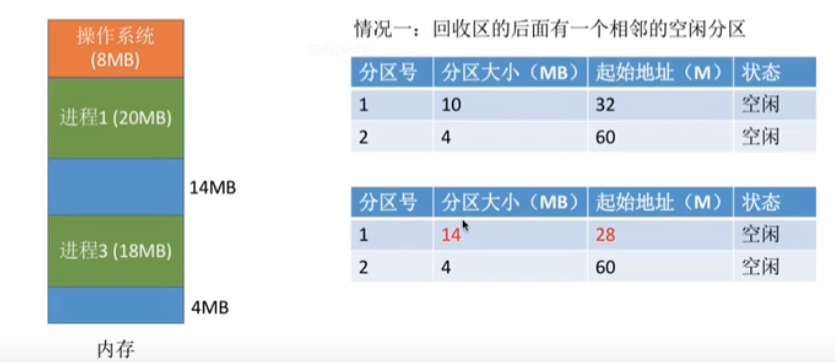 操作系统
(8MB)
进程1 (20MB)
14MB
进程3 (18MB)
4MB
内存
情况一：回收区的后面有一个相邻的空闲分区
分区号 分区大小（MB） 起始地址（M） 状态
1 10 32 空闲
2 4 60 空闲
分区号 分区大小（MB） 起始地址（M） 状态
1 14 28 空闲
2 4 60 空闲